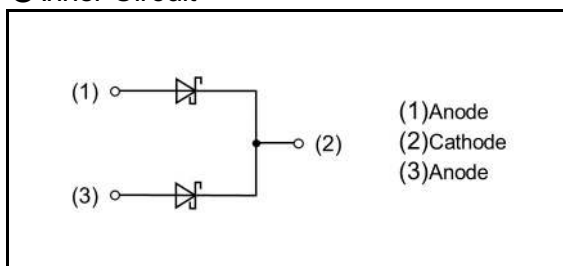 Inner Circuit
(1)
(2)
(3)
(1)Anode
(2)Cathode
(3)Anode